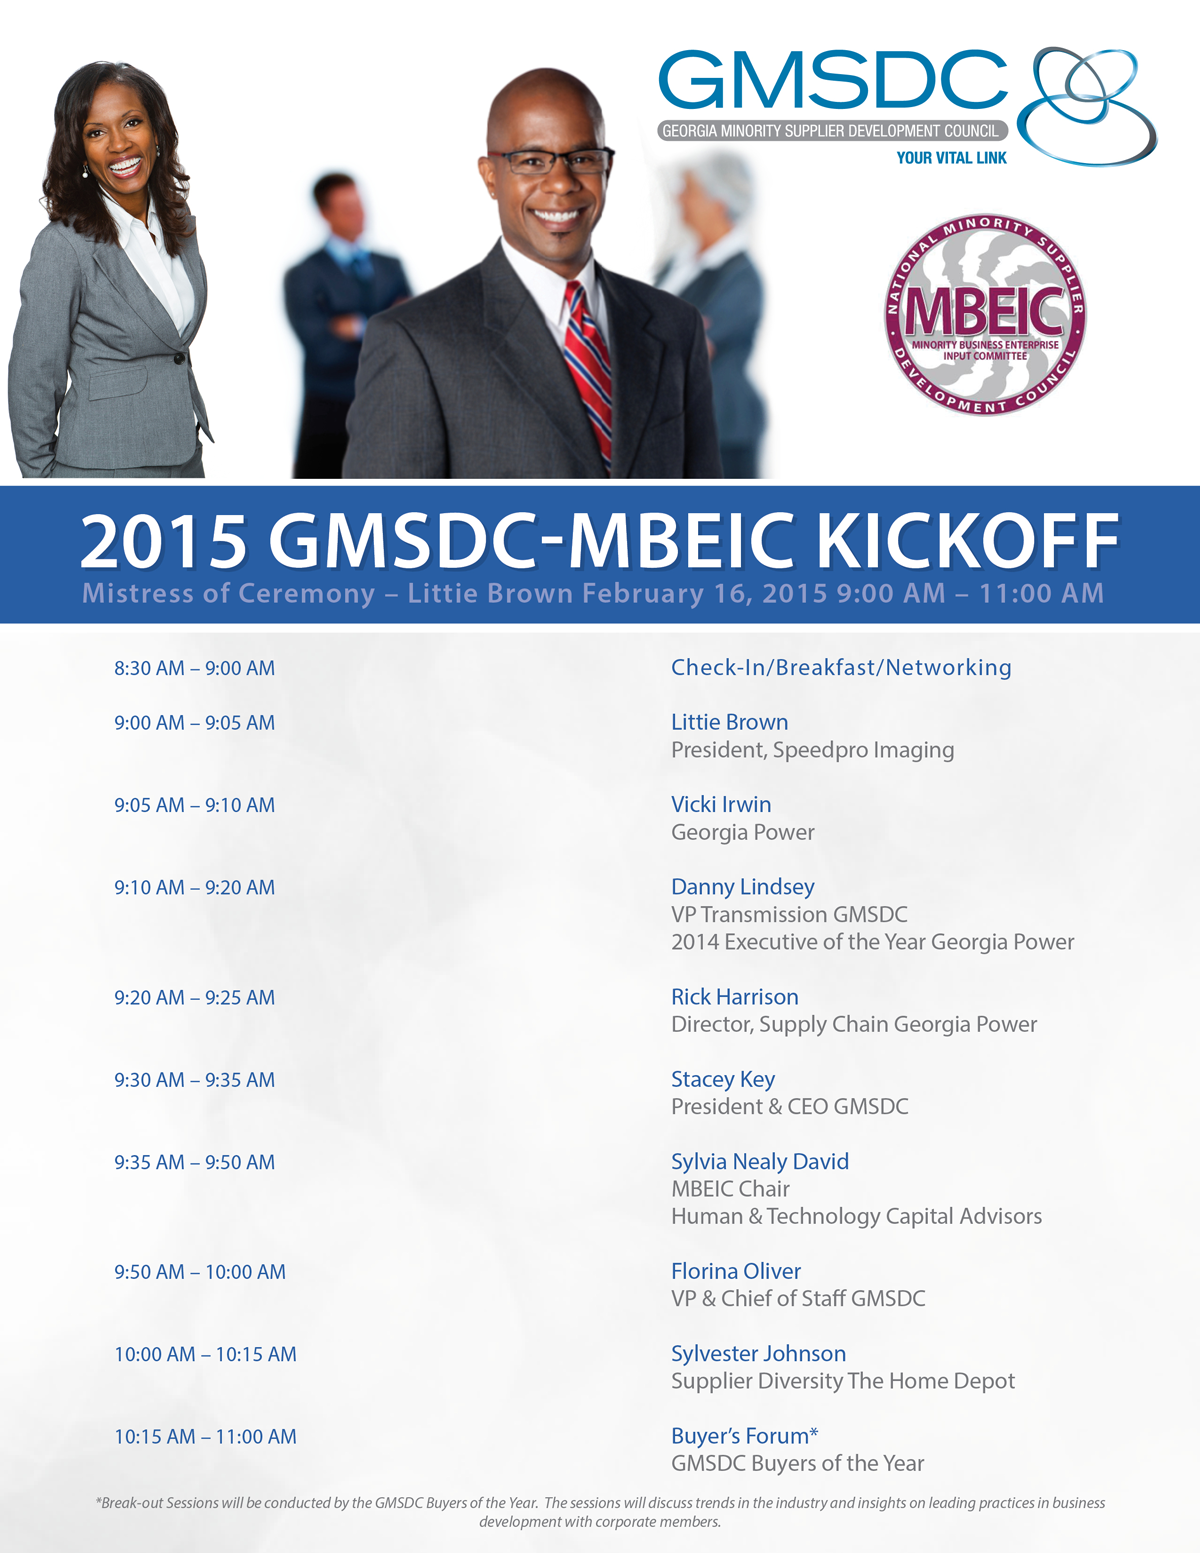 GMSDC
GEORGIA MINORITY SUPPLIER DEVELOPMENT COUNCIL
YOUR VITAL LINK
NATIONAL MINORITY SUPPLIER
MBEIC
MINORITY BUSINESS ENTERPRISE
INPUT COMMITTEE
DEVELOPMENT COUNCIL
2015 GMSDC-MBEIC KICKOFF
Mistress of Ceremony – Littie Brown February 16, 2015 9:00 AM – 11:00 AM
8:30 AM – 9:00 AM Check-In/Breakfast/Networking
9:00 AM – 9:05 AM Littie Brown
President, Speedpro Imaging
9:05 AM – 9:10 AM Vicki Irwin
Georgia Power
9:10 AM – 9:20 AM Danny Lindsey
VP Transmission GMSDC
2014 Executive of the Year Georgia Power
9:20 AM – 9:25 AM Rick Harrison
Director, Supply Chain Georgia Power
9:30 AM – 9:35 AM Stacey Key
President & CEO GMSDC
9:35 AM – 9:50 AM Sylvia Nealy David
MBEIC Chair
Human & Technology Capital Advisors
9:50 AM – 10:00 AM Florina Oliver
VP & Chief of Staff GMSDC
10:00 AM – 10:15 AM Sylvester Johnson
Supplier Diversity The Home Depot
10:15 AM – 11:00 AM Buyer’s Forum*
GMSDC Buyers of the Year
*Break-out Sessions will be conducted by the GMSDC Buyers of the Year. The sessions will discuss trends in the industry and insights on leading practices in business
development with corporate members.